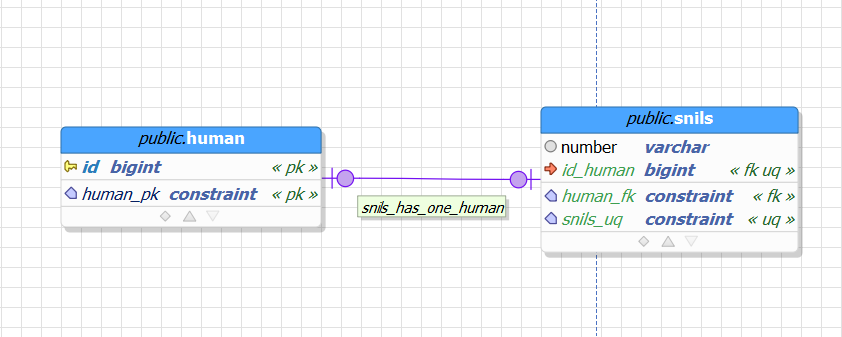 public.human
id bigint « pk »
human_pk constraint « pk »
snils_has_one_human
public.snils
number varchar
id_human bigint « fk uq »
human_fk constraint « fk »
snils_uq constraint « uq »